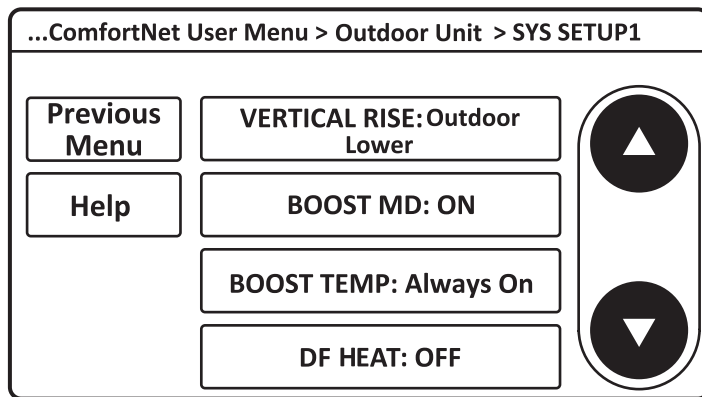 ...ComfortNet User Menu > Outdoor Unit > SYS SETUP1
Previous
Menu
Help
VERTICAL RISE:Outdoor
Lower
BOOST MD: ON
BOOST TEMP: Always On
DF HEAT: OFF